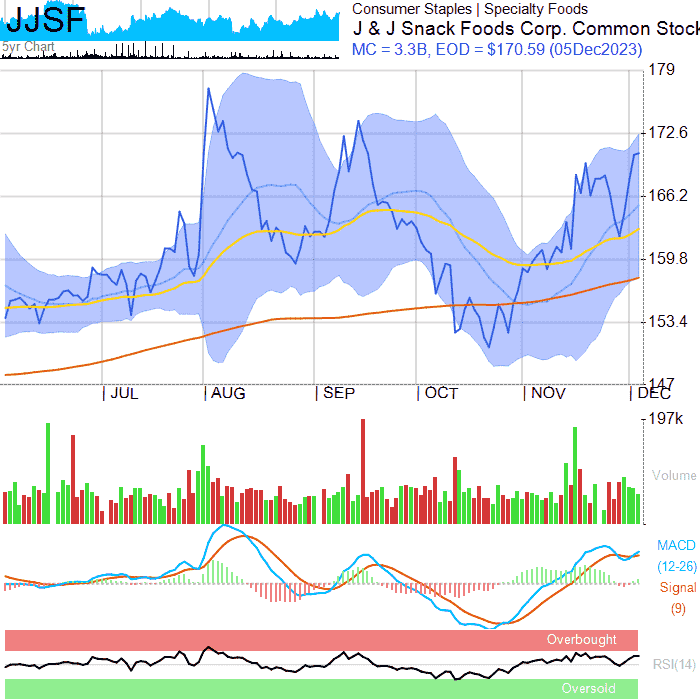 JJSF
5yr Chart
Consumer Staples | Specialty Foods
J & J Snack Foods Corp. Common Stoc
MC = 3.3B, EOD = $170.59 (05Dec2023)
179
172.6
166.2
159.8
153.4
147
JUL AUG SEP OCT NOV DEC
197k
Volume
MACD
(12-26)
Signal
(9)
Overbought
RSI(14)
Oversold